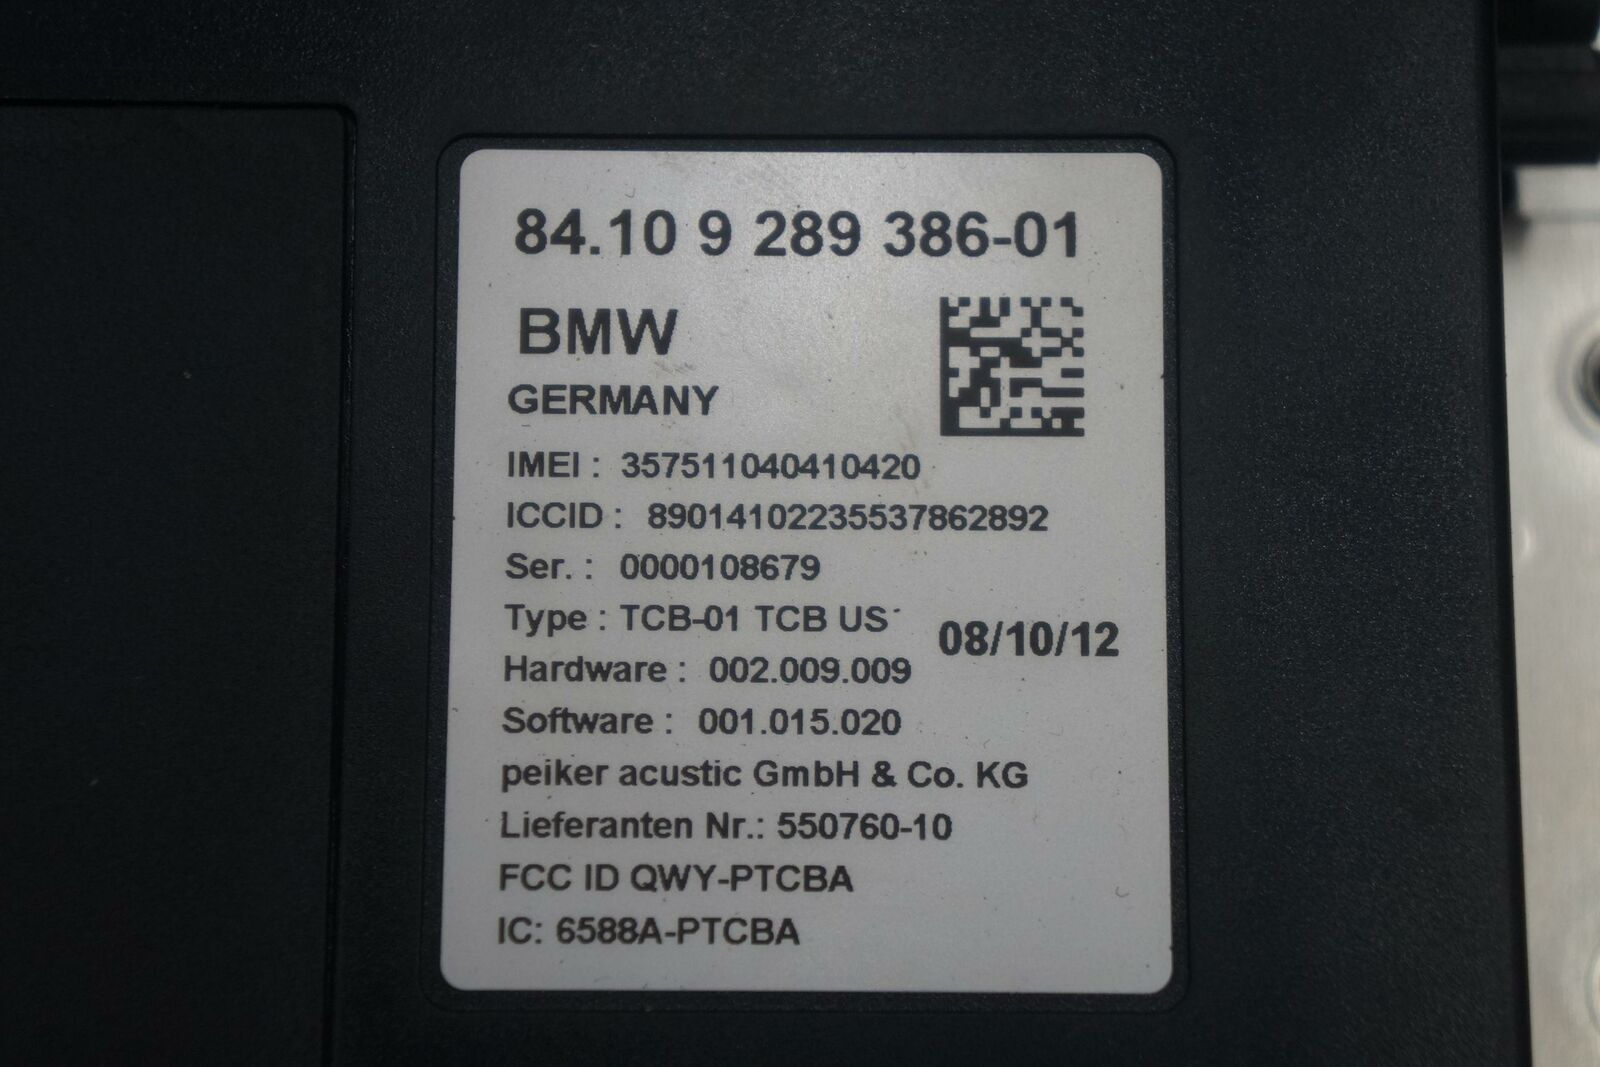 84.10 9 289 386-01
BMW
GERMANY
IMEI : 357511040410420
ICCID : 89014102235537862892
Ser. : 0000108679
Type : TCB-01 TCB US
08/10/12
Hardware : 002.009.009
Software : 001.015.020
peiker acustic GmbH & Co. KG
Lieferanten Nr.: 550760-10
FCC ID QWY-PTCBA
IC: 6588A-PTCBA